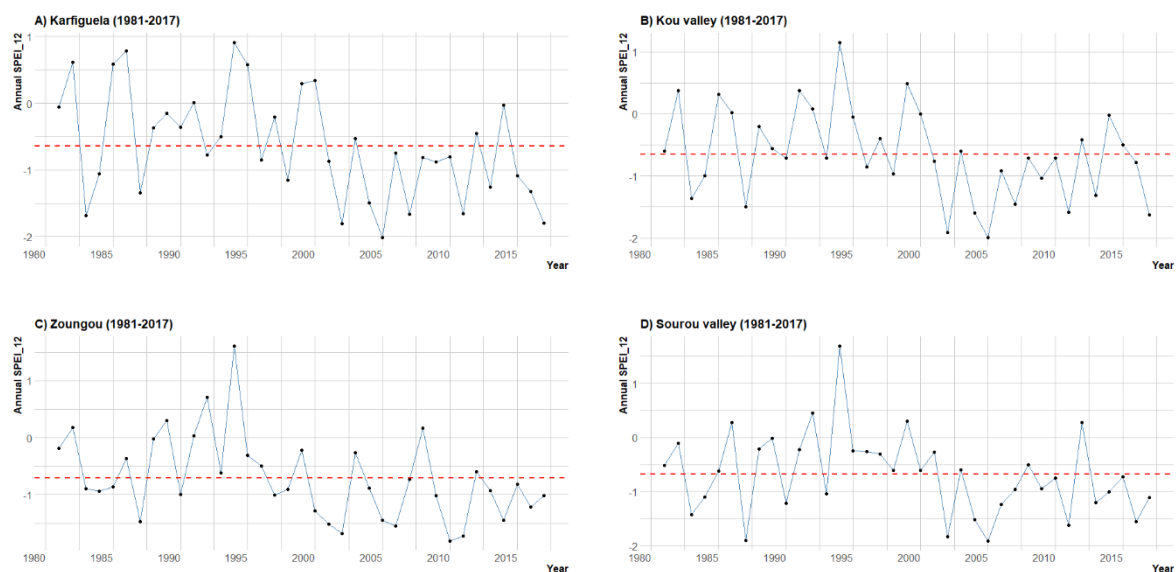 A) Karfiguela (1981-2017)
Annual SPEI_12
1
0
-1
-2
1980 1985 1990 1995 2000 2005 2010 2015
Year
B) Kou valley (1981-2017)
Annual SPEI_12
1
0
-1
-2
1980 1985 1990 1995 2000 2005 2010 2015
Year
C) Zoungou (1981-2017)
Annual SPEI_12
1
0
-1
1980 1985 1990 1995 2000 2005 2010 2015
Year
D) Sourou valley (1981-2017)
Annual SPEI_12
1
0
-1
-2
1980 1985 1990 1995 2000 2005 2010 2015
Year